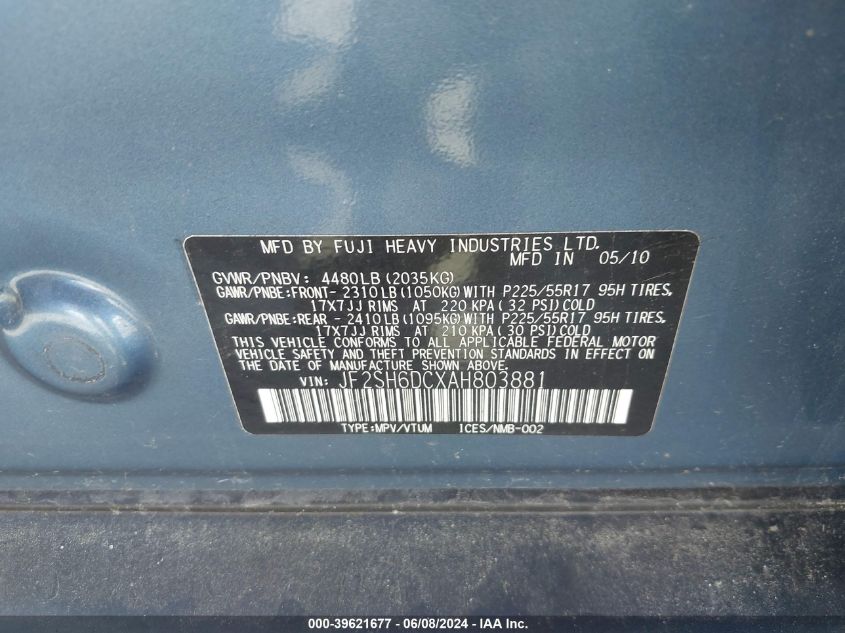 MFD BY FUJI HEAVY INDUSTRIES LTD.
MFD IN 05/10
GVWR/PNBV: 4480LB(2035KG)
GAWR/PNBE:FRONT-2310LB(1050KG)WITH P225/55R17 95H TIRES,
17X7JJ RIMS AT 220 KPA(32 PSI)COLD
GAWR/PNBE:REAR -2410LB(1095KG)WITH P225/55R17 95H TIRES,
17X7JJ RIMS AT 210 KPA(30 PSI)COLD
THIS VEHICLE CONFORMS TO ALL APPLICABLE FEDERAL MOTOR
VEHICLE SAFETY AND THEFT PREVENTION STANDARDS IN EFFECT ON
THE DATE OF MANUFACTURE SHOWN ABOVE.
VIN: JF2SH6DCXAH803881
TYPE:MPV/VTUM ICES/NMB-002
000-39621677 - 06/08/2024 - IAA Inc.